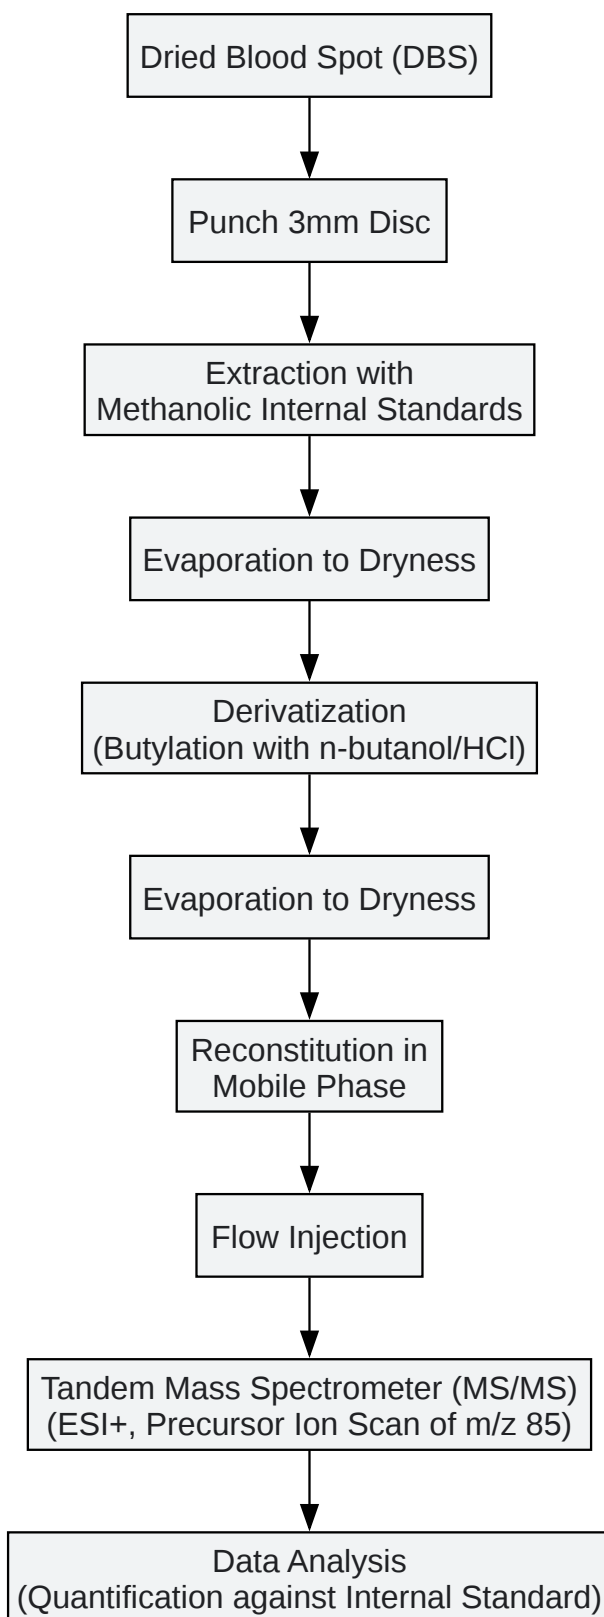 Dried Blood Spot (DBS)
Punch 3mm Disc
Extraction with
Methanolic Internal Standards
Evaporation to Dryness
Derivatization
(Butylation with n-butanol/HCl)
Evaporation to Dryness
Reconstitution in
Mobile Phase
Flow Injection
Tandem Mass Spectrometer (MS/MS)
(ESI+, Precursor Ion Scan of m/z 85)
Data Analysis
(Quantification against Internal Standard)